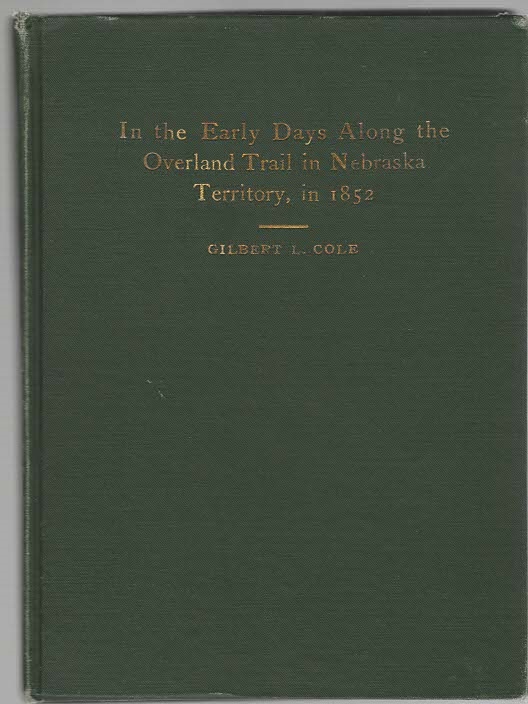 In the Early Days Along the
Overland Trail in Nebraska
Territory, in 1852
GILBERT L. COLE